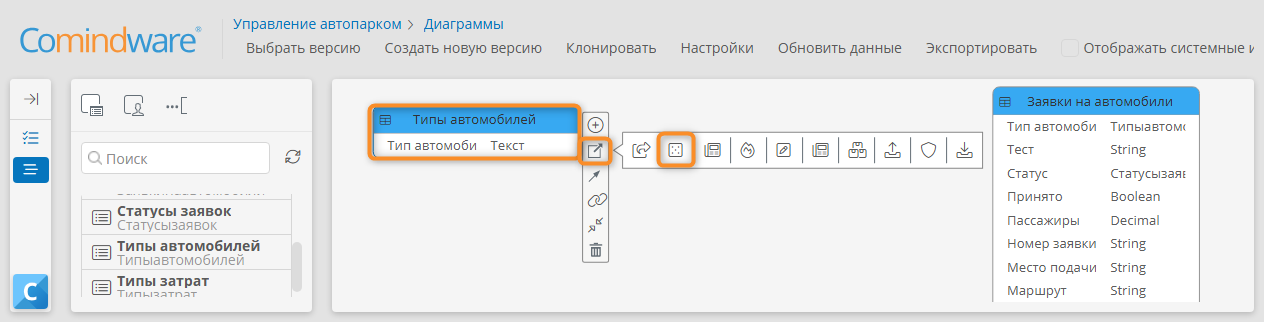 Comindware®
Управление автопарком > Диаграммы
Выбрать версию Создать новую версию Клонировать Настройки Обновить данные Экспортировать Отображать системные и
Поиск
Статусы заявок
Статусызаявок
Типы автомобилей
Типыавтомобилей
Типы затрат
Типызатрат
C
Типы автомобилей
Тип автомоби Текст
Заявки на автомобили
Тип автомоби Типыавтомо
Тест String
Статус Статусызаяв
Принято Boolean
Пассажиры Decimal
Номер заявки String
Место подачи String
Маршрут String